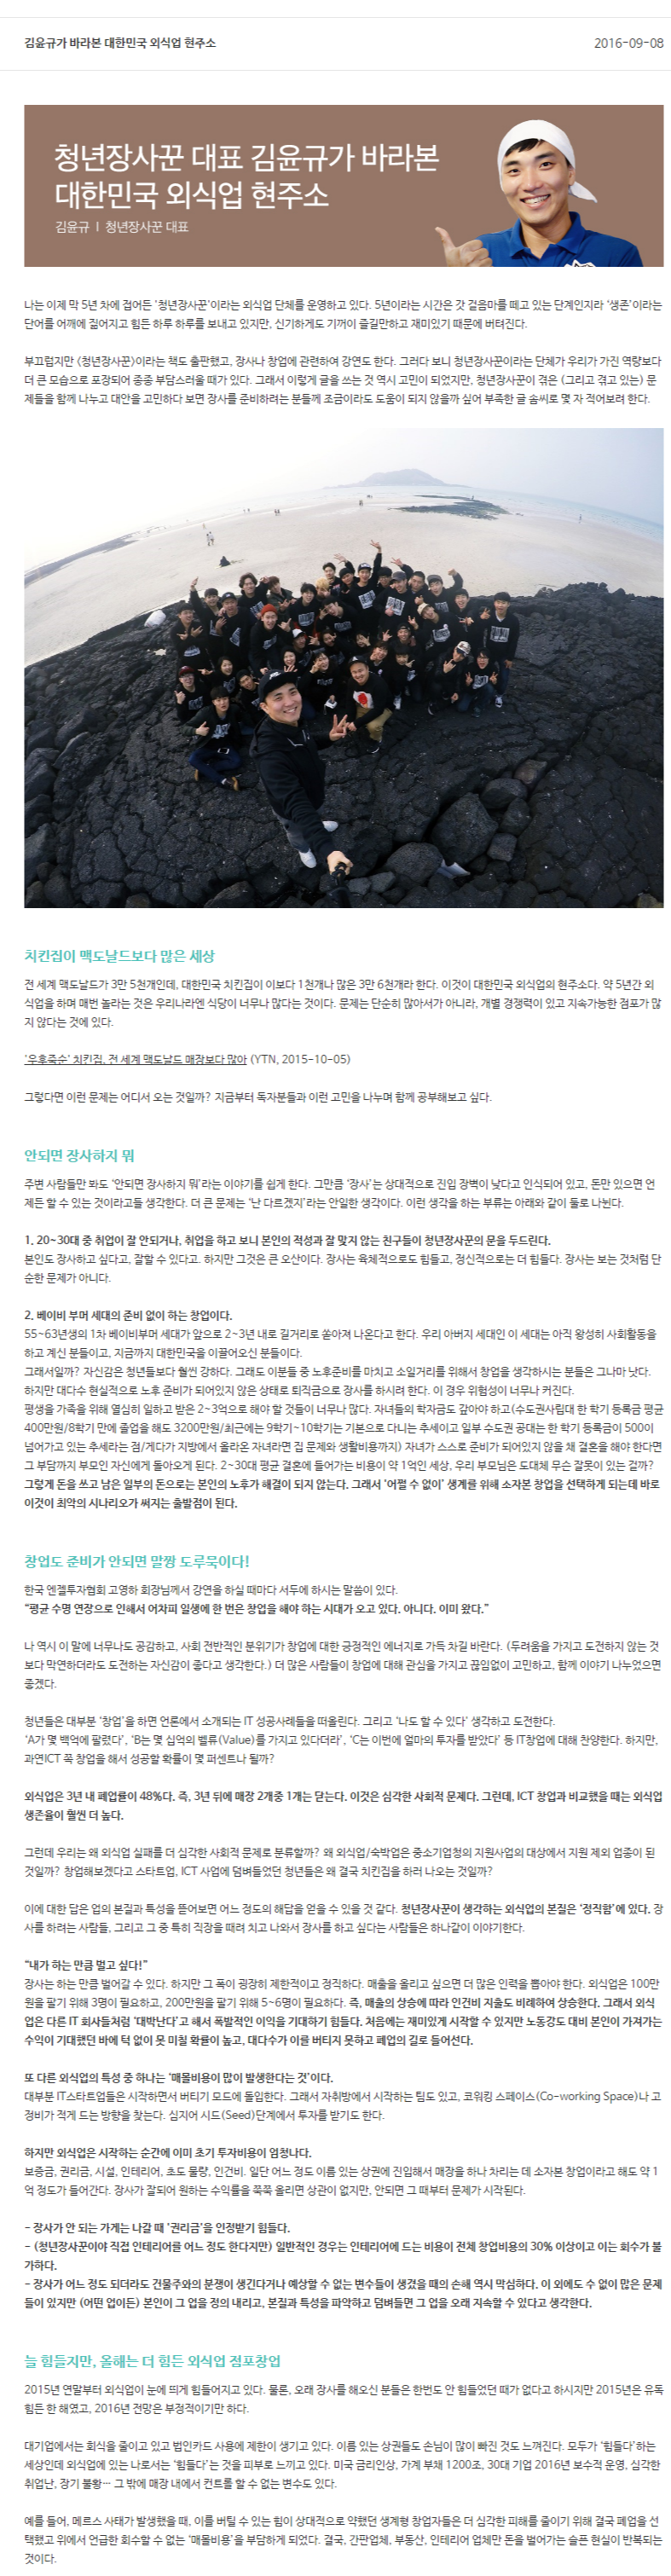 김윤규가 바라본 대한민국 외식업 현주소
2016-09-08
청년장사꾼 대표 김윤규가 바라본
대한민국 외식업 현주소
김윤규 | 청년장사꾼 대표
나는 이제 막 5년 차에 접어든 '청년장사꾼'이라는 외식업 단체를 운영하고 있다. 5년이라는 시간은 갓 걸음마를 떼고 있는 단계인지라 '생존'이라는
단어를 어깨에 짊어지고 힘든 하루 하루를 보내고 있지만, 신기하게도 기꺼이 즐길만하고 재미있기 때문에 버텨진다.
부끄럽지만 <청년장사꾼>이라는 책도 출판했고, 장사나 창업에 관련하여 강연도 한다. 그러다 보니 청년장사꾼이라는 단체가 우리가 가진 역량보다
더 큰 모습으로 포장되어 종종 부담스러울 때가 있다. 그래서 이렇게 글을 쓰는 것 역시 고민이 되었지만, 청년장사꾼이 겪은 (그리고 겪고 있는) 문
제들을 함께 나누고 대안을 고민하다 보면 장사를 준비하려는 분들께 조금이라도 도움이 되지 않을까 싶어 부족한 글 솜씨로 몇 자 적어보려 한다.
치킨집이 맥도날드보다 많은 세상
전 세계 맥도날드가 3만 5천개인데, 대한민국 치킨집이 이보다 1천개나 많은 3만 6천개라 한다. 이것이 대한민국 외식업의 현주소다. 약 5년간 외
식업을 하며 매번 놀라는 것은 우리나라엔 식당이 너무나 많다는 것이다. 문제는 단순히 많아서가 아니라, 개별 경쟁력이 있고 지속가능한 점포가 많
지 않다는 것에 있다.
'우후죽순' 치킨집, 전 세계 맥도날드 매장보다 많아 (YTN, 2015-10-05)
그렇다면 이런 문제는 어디서 오는 것일까? 지금부터 독자분들과 이런 고민을 나누며 함께 공부해보고 싶다.
안되면 장사하지 뭐
주변 사람들만 봐도 '안되면 장사하지 뭐'라는 이야기를 쉽게 한다. 그만큼 '장사'는 상대적으로 진입 장벽이 낮다고 인식되어 있고, 돈만 있으면 언
제든 할 수 있는 것이라고들 생각한다. 더 큰 문제는 '난 다르겠지'라는 안일한 생각이다. 이런 생각을 하는 부류는 아래와 같이 둘로 나뉜다.
1. 20~30대 중 취업이 잘 안되거나, 취업을 하고 보니 본인의 적성과 잘 맞지 않는 친구들이 청년장사꾼의 문을 두드린다.
본인도 장사하고 싶다고, 잘할 수 있다고. 하지만 그것은 큰 오산이다. 장사는 육체적으로도 힘들고, 정신적으로는 더 힘들다. 장사는 보는 것처럼 단
순한 문제가 아니다.
2. 베이비 부머 세대의 준비 없이 하는 창업이다.
55~63년생의 1차 베이비부머 세대가 앞으로 2~3년 내로 길거리로 쏟아져 나온다고 한다. 우리 아버지 세대인 이 세대는 아직 왕성히 사회활동을
하고 계신 분들이고, 지금까지 대한민국을 이끌어오신 분들이다.
그래서일까? 자신감은 청년들보다 훨씬 강하다. 그래도 이분들 중 노후준비를 마치고 소일거리를 위해서 창업을 생각하시는 분들은 그나마 낫다.
하지만 대다수 현실적으로 노후 준비가 되어있지 않은 상태로 퇴직금으로 장사를 하시려 한다. 이 경우 위험성이 너무나 커진다.
평생을 가족을 위해 열심히 일하고 받은 2~3억으로 해야 할 것들이 너무나 많다. 자녀들의 학자금도 갚아야 하고(수도권사립대 한 학기 등록금 평균
400만원/8학기 만에 졸업을 해도 3200만원/최근에는 9학기~10학기는 기본으로 다니는 추세이고 일부 수도권 공대는 한 학기 등록금이 500이
넘어가고 있는 추세라는 점/게다가 지방에서 올라온 자녀라면 집 문제와 생활비용까지) 자녀가 스스로 준비가 되어있지 않을 채 결혼을 해야 한다면
그 부담까지 부모인 자신에게 돌아오게 된다. 2~30대 평균 결혼에 들어가는 비용이 약 1억인 세상, 우리 부모님은 도대체 무슨 잘못이 있는 걸까?
그렇게 돈을 쓰고 남은 일부의 돈으로는 본인의 노후가 해결이 되지 않는다. 그래서 '어쩔 수 없이' 생계를 위해 소자본 창업을 선택하게 되는데 바로
이것이 최악의 시나리오가 써지는 출발점이 된다.
창업도 준비가 안되면 말짱 도루묵이다!
한국 엔젤투자협회 고영하 회장님께서 강연을 하실 때마다 서두에 하시는 말씀이 있다.
"평균 수명 연장으로 인해서 어차피 일생에 한 번은 창업을 해야 하는 시대가 오고 있다. 아니다. 이미 왔다."
나 역시 이 말에 너무나도 공감하고, 사회 전반적인 분위기가 창업에 대한 긍정적인 에너지로 가득 차길 바란다. (두려움을 가지고 도전하지 않는 것
보다 막연하더라도 도전하는 자신감이 좋다고 생각한다.) 더 많은 사람들이 창업에 대해 관심을 가지고 끊임없이 고민하고, 함께 이야기 나누었으면
좋겠다.
청년들은 대부분 '창업'을 하면 언론에서 소개되는 IT 성공사례들을 떠올린다. 그리고 '나도 할 수 있다' 생각하고 도전한다.
'A가 몇 백억에 팔렸다', 'B는 몇 십억의 벨류(Value)를 가지고 있다더라', 'C는 이번에 얼마의 투자를 받았다' 등 IT창업에 대해 찬양한다. 하지만,
과연ICT 쪽 창업을 해서 성공할 확률이 몇 퍼센트나 될까?
외식업은 3년 내 폐업률이 48%다. 즉, 3년 뒤에 매장 2개중 1개는 닫는다. 이것은 심각한 사회적 문제다. 그런데, ICT 창업과 비교했을 때는 외식업
생존율이 훨씬 더 높다.
그런데 우리는 왜 외식업 실패를 더 심각한 사회적 문제로 분류할까? 왜 외식업/숙박업은 중소기업청의 지원사업의 대상에서 지원 제외 업종이 된
것일까? 창업해보겠다고 스타트업, ICT 사업에 덤벼들었던 청년들은 왜 결국 치킨집을 하러 나오는 것일까?
이에 대한 답은 업의 본질과 특성을 뜯어보면 어느 정도의 해답을 얻을 수 있을 것 같다. 청년장사꾼이 생각하는 외식업의 본질은 '정직함'에 있다. 장
사를 하려는 사람들, 그리고 그 중 특히 직장을 때려 치고 나와서 장사를 하고 싶다는 사람들은 하나같이 이야기한다.
"내가 하는 만큼 벌고 싶다!"
장사는 하는 만큼 벌어갈 수 있다. 하지만 그 폭이 굉장히 제한적이고 정직하다. 매출을 올리고 싶으면 더 많은 인력을 뽑아야 한다. 외식업은 100만
원을 팔기 위해 3명이 필요하고, 200만원을 팔기 위해 5~6명이 필요하다. 즉, 매출의 상승에 따라 인건비 지출도 비례하여 상승한다. 그래서 외식
업은 다른 IT 회사들처럼 '대박난다'고 해서 폭발적인 이익을 기대하기 힘들다. 처음에는 재미있게 시작할 수 있지만 노동강도 대비 본인이 가져가는
수익이 기대했던 바에 턱 없이 못 미칠 확률이 높고, 대다수가 이를 버티지 못하고 폐업의 길로 들어선다.
또 다른 외식업의 특성 중 하나는 '매몰비용이 많이 발생한다는 것'이다.
대부분 IT스타트업들은 시작하면서 버티기 모드에 돌입한다. 그래서 자취방에서 시작하는 팀도 있고, 코워킹 스페이스(Co-working Space)나 고
정비가 적게 드는 방향을 찾는다. 심지어 시드(Seed)단계에서 투자를 받기도 한다.
하지만 외식업은 시작하는 순간에 이미 초기 투자비용이 엄청나다.
보증금, 권리금, 시설, 인테리어, 초도 물량, 인건비. 일단 어느 정도 이름 있는 상권에 진입해서 매장을 하나 차리는 데 소자본 창업이라고 해도 약 1
억 정도가 들어간다. 장사가 잘되어 원하는 수익률을 쭉쭉 올리면 상관이 없지만, 안되면 그 때부터 문제가 시작된다.
- 장사가 안 되는 가게는 나갈 때 '권리금'을 인정받기 힘들다.
- (청년장사꾼이야 직접 인테리어를 어느 정도 한다지만) 일반적인 경우는 인테리어에 드는 비용이 전체 창업비용의 30% 이상이고 이는 회수가 불
가하다.
- 장사가 어느 정도 되더라도 건물주와의 분쟁이 생긴다거나 예상할 수 없는 변수들이 생겼을 때의 손해 역시 막심하다. 이 외에도 수 없이 많은 문제
들이 있지만 (어떤 업이든) 본인이 그 업을 정의 내리고, 본질과 특성을 파악하고 덤벼들면 그 업을 오래 지속할 수 있다고 생각한다.
늘 힘들지만, 올해는 더 힘든 외식업 점포창업
2015년 연말부터 외식업이 눈에 띄게 힘들어지고 있다. 물론, 오래 장사를 해오신 분들은 한번도 안 힘들었던 때가 없다고 하시지만 2015년은 유독
힘든 한 해였고, 2016년 전망은 부정적이기만 하다.
대기업에서는 회식을 줄이고 있고 법인카드 사용에 제한이 생기고 있다. 이름 있는 상권들도 손님이 많이 빠진 것도 느껴진다. 모두가 '힘들다'하는
세상인데 외식업에 있는 나로서는 '힘들다'는 것을 피부로 느끼고 있다. 미국 금리인상, 가계 부채 1200조, 30대 기업 2016년 보수적 운영, 심각한
취업난, 장기 불황… 그 밖에 매장 내에서 컨트롤 할 수 없는 변수도 있다.
예를 들어, 메르스 사태가 발생했을 때, 이를 버틸 수 있는 힘이 상대적으로 약했던 생계형 창업자들은 더 심각한 피해를 줄이기 위해 결국 폐업을 선
택했고 위에서 언급한 회수할 수 없는 '매몰비용'을 부담하게 되었다. 결국, 간판업체, 부동산, 인테리어 업체만 돈을 벌어가는 슬픈 현실이 반복되는
것이다.